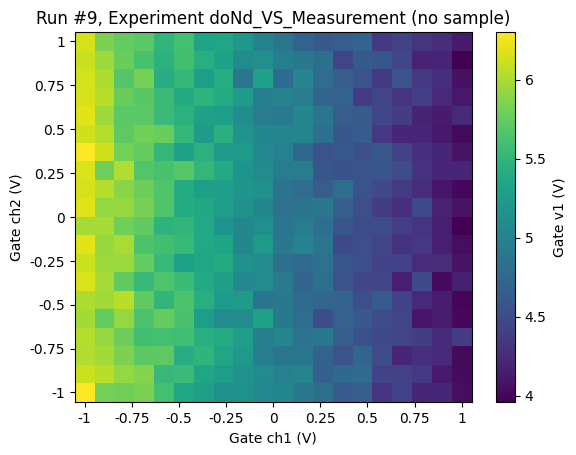 Run #9, Experiment doNd_VS_Measurement (no sample)
Gate ch2 (V)
1
0.75
0.5
0.25
0
-0.25
-0.5
-0.75
-1
-1 -0.75 -0.5 -0.25 0 0.25 0.5 0.75 1
Gate ch1 (V)
6
5.5
5
4.5
4
Gate v1 (V)